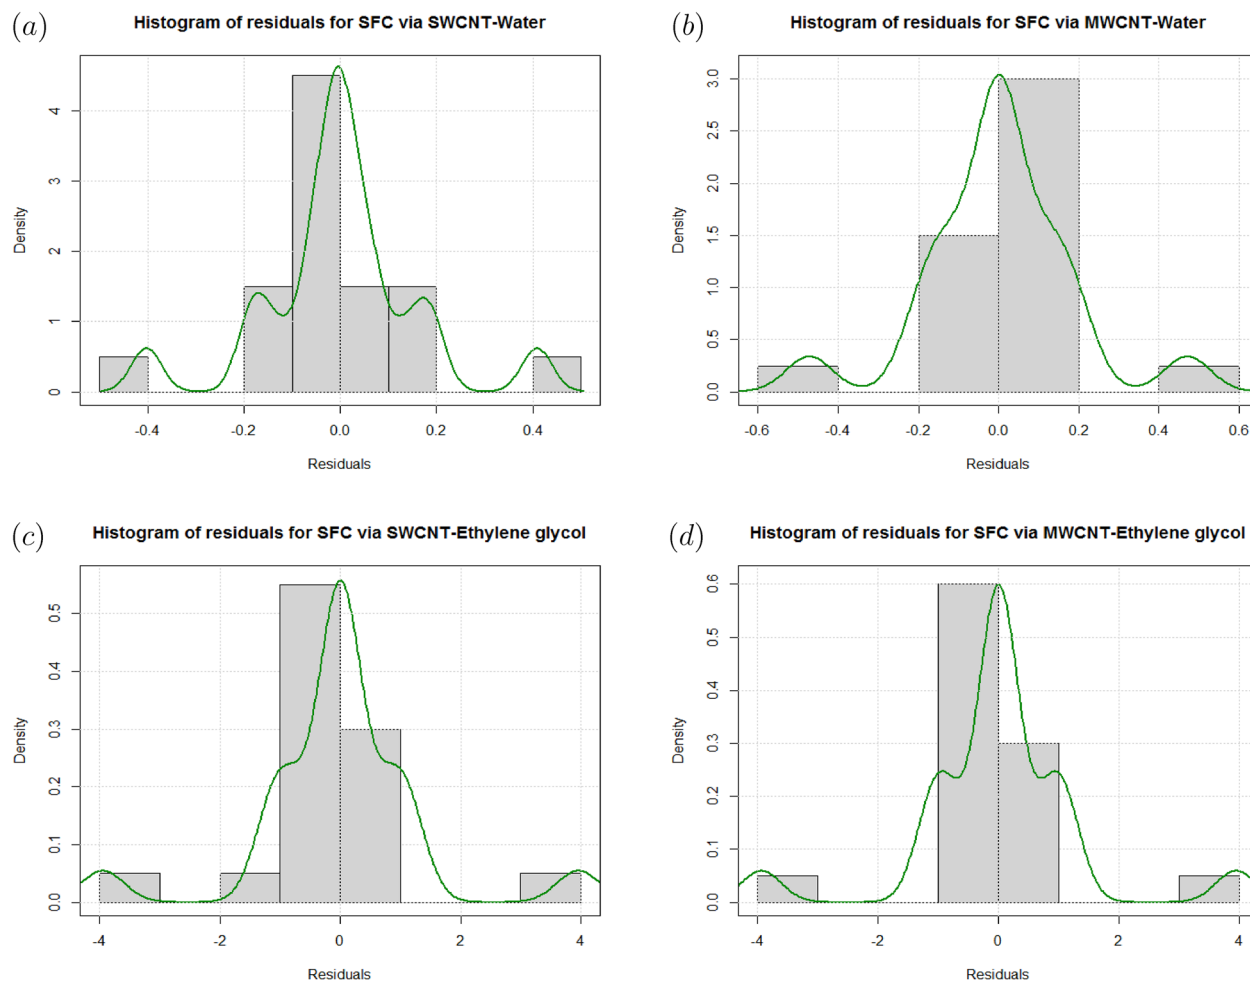 (a) Histogram of residuals for SFC via SWCNT-Water
Density
4
3
2
1
0
-0.4 -0.2 0.0 0.2 0.4
Residuals
(b) Histogram of residuals for SFC via MWCNT-Water
Density
3.0
2.5
2.0
1.5
1.0
0.5
0.0
-0.6 -0.4 -0.2 0.0 0.2 0.4 0.6
Residuals
(c) Histogram of residuals for SFC via SWCNT-Ethylene glycol
Density
0.5
0.4
0.3
0.2
0.1
0.0
-4 -2 0 2 4
Residuals
(d) Histogram of residuals for SFC via MWCNT-Ethylene glycol
Density
0.6
0.5
0.4
0.3
0.2
0.1
0.0
-4 -2 0 2 4
Residuals